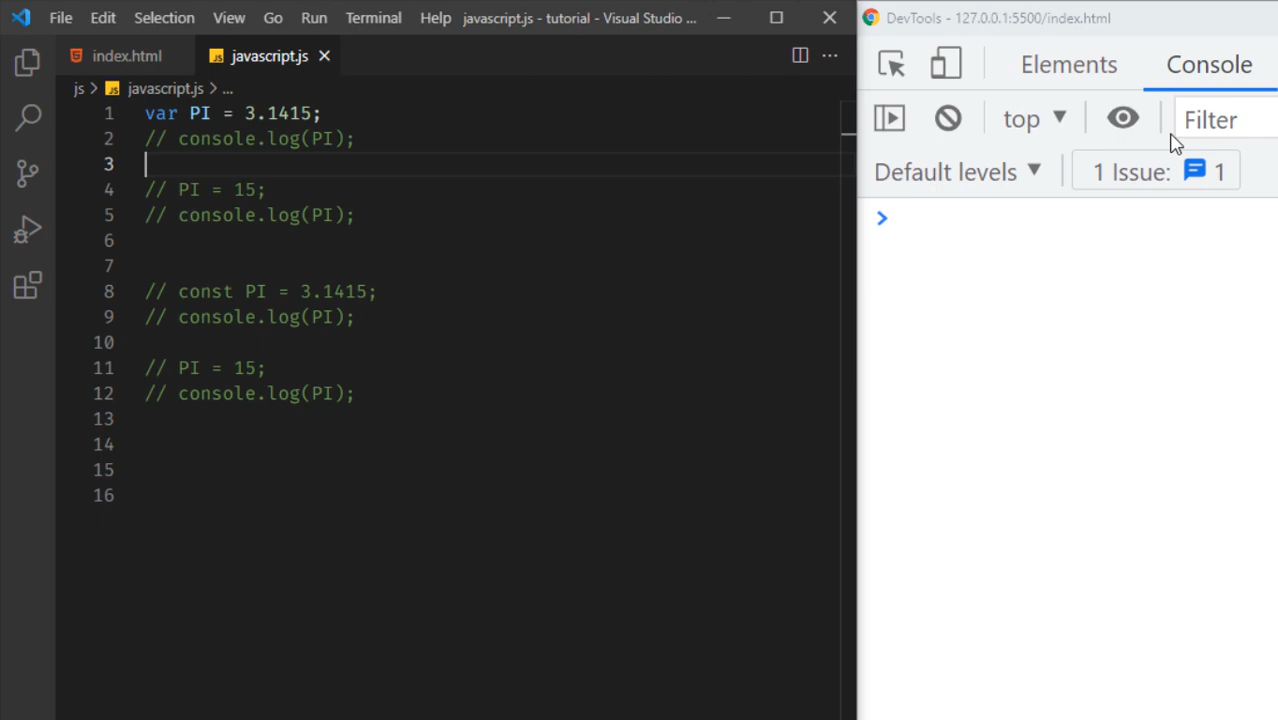 File Edit Selection View Go Run Terminal Help javascript.js - tutorial - Visual Studio ...
index.html JS javascript.js
js > JS javascript.js > ...
1 var PI = 3.1415;
2 // console.log(PI);
3
4 // PI = 15;
5 // console.log(PI);
6
7
8 // const PI = 3.1415;
9 // console.log(PI);
10
11 // PI = 15;
12 // console.log(PI);
13
14
15
16
DevTools - 127.0.0.1:5500/index.html
Elements Console
top Filter
Default levels 1 Issue: 1
>